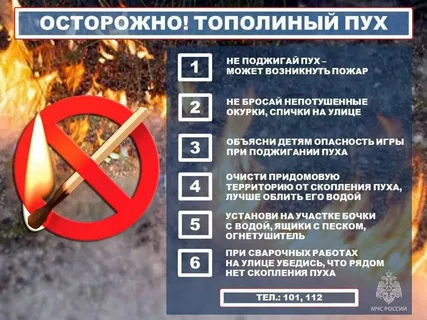 ОСТОРОЖНО! ТОПОЛИНЫЙ ПУХ
1
НЕ ПОДЖИГАЙ ПУХ –
МОЖЕТ ВОЗНИКНУТЬ ПОЖАР
2
НЕ БРОСАЙ НЕПОТУШЕННЫЕ
ОКУРКИ, СПИЧКИ НА УЛИЦЕ
3
ОБЪЯСНИ ДЕТЯМ ОПАСНОСТЬ ИГРЫ
ПРИ ПОДЖИГАНИИ ПУХА
4
ОЧИСТИ ПРИДОМОВУЮ
ТЕРРИТОРИЮ ОТ СКОПЛЕНИЯ ПУХА,
ЛУЧШЕ ОБЛИТЬ ЕГО ВОДОЙ
5
УСТАНОВИ НА УЧАСТКЕ БОЧКИ
С ВОДОЙ, ЯЩИКИ С ПЕСКОМ,
ОГНЕТУШИТЕЛЬ
6
ПРИ СВАРОЧНЫХ РАБОТАХ
НА УЛИЦЕ УБЕДИСЬ, ЧТО РЯДОМ
НЕТ СКОПЛЕНИЯ ПУХА
ТЕЛ.: 101, 112
МЧС РОССИИ